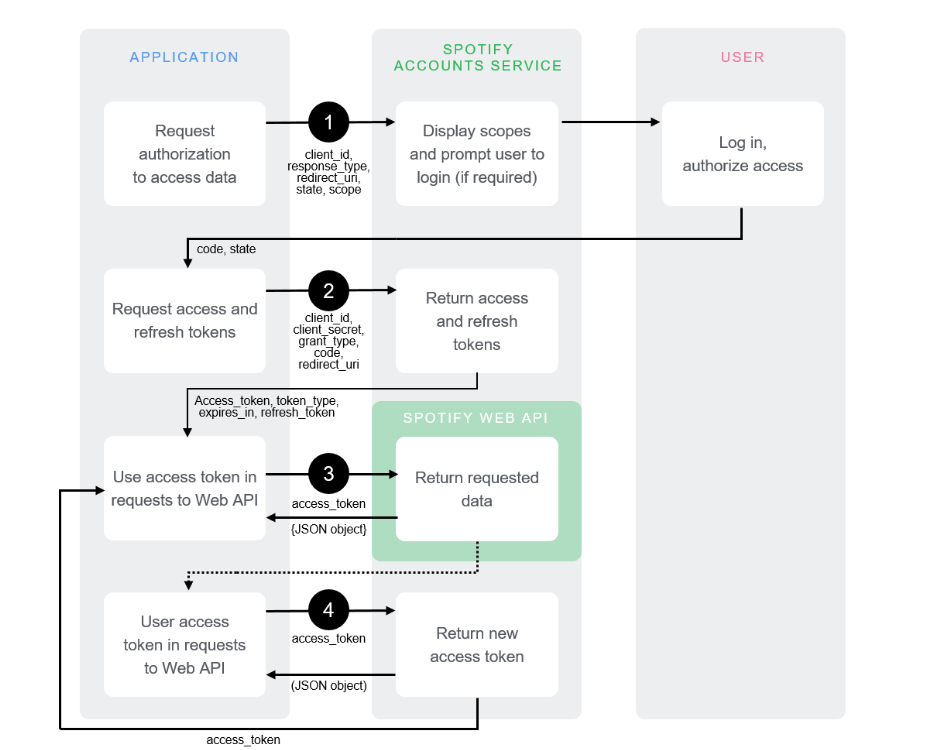 APPLICATION
SPOTIFY
ACCOUNTS SERVICE
USER
Request
authorization
to access data
1
client_id,
response_type,
redirect_uri,
state, scope
Display scopes
and prompt user to
login (if required)
Log in,
authorize access
code, state
Request access and
refresh tokens
2
client_id,
client_secret,
grant_type,
code,
redirect_uri
Return access
and refresh
tokens
Access_token, token_type,
expires_in, refresh_token
SPOTIFY WEB API
Use access token in
requests to Web API
3
access_token
{JSON object}
Return requested
data
User access
token in requests
to Web API
4
access_token
(JSON object)
Return new
access token
access_token